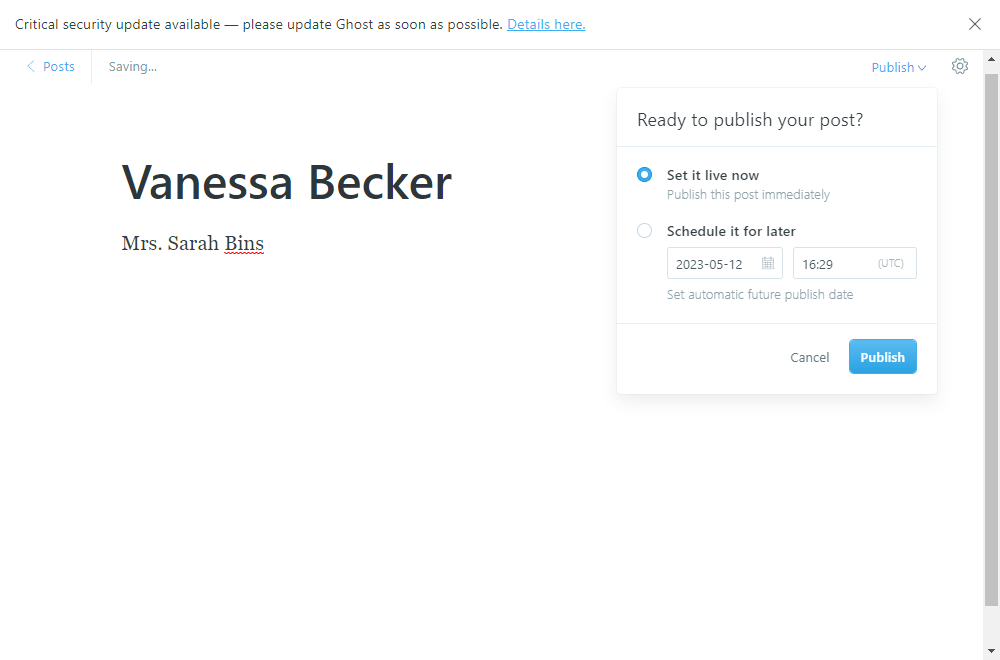 Critical security update available — please update Ghost as soon as possible. Details here.
Posts
Saving...
Publish
Ready to publish your post?
Vanessa Becker
Mrs. Sarah Bins
Set it live now
Publish this post immediately
Schedule it for later
2023-05-12
16:29
(UTC)
Set automatic future publish date
Cancel
Publish